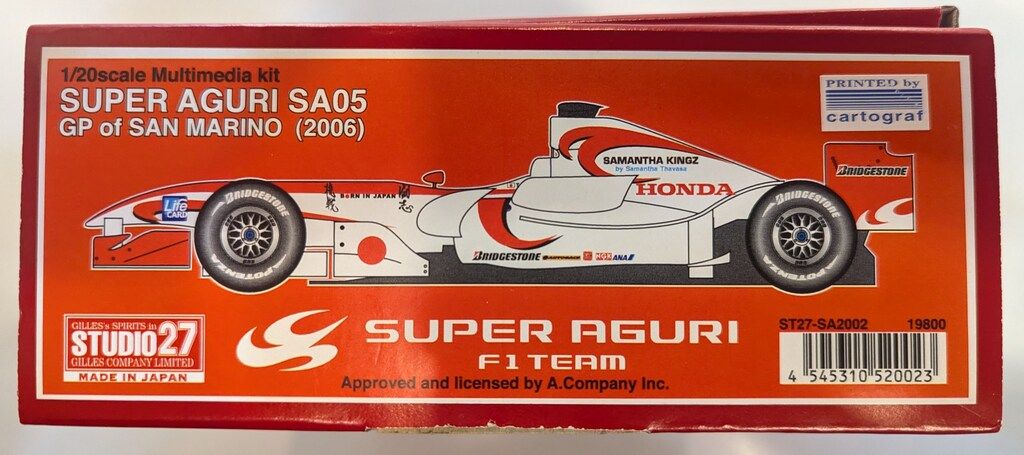 1/20scale Multimedia kit
SUPER AGURI SA05
GP of SAN MARINO (2006)
PRINTED by
cartograf
SAMANTHA KINGZ
by Samantha Thavasa
HONDA
BRIDGESTONE
BORN IN JAPAN
Life
CARD
BRIDGESTONE
POTENZA
BRIDGESTONE
POTENZA
BRIDGESTONE
AUTOBACS
NGK
ANA
GILLES's SPIRITS in
STUDIO27
GILLES COMPANY LIMITED
MADE IN JAPAN
SUPER AGURI
F1 TEAM
Approved and licensed by A.Company Inc.
ST27-SA2002 19800
4 545310 520023